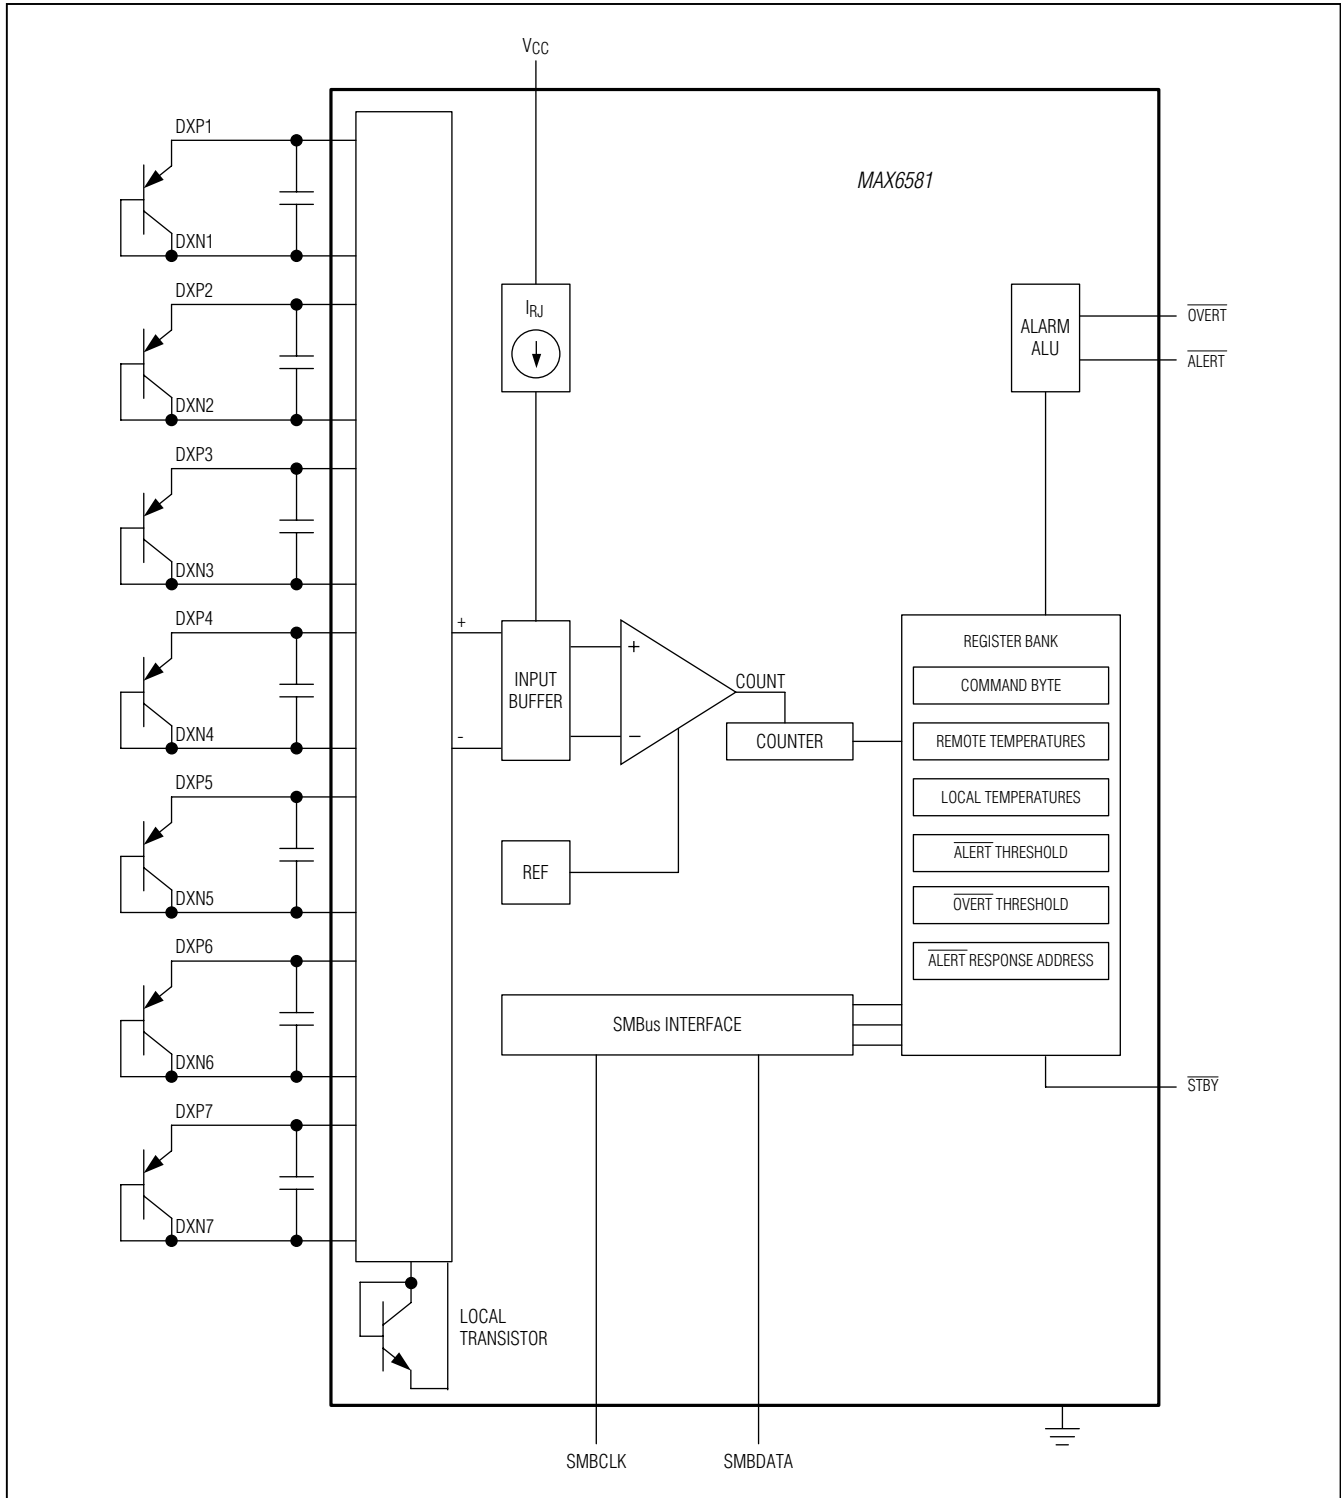 VCC
DXP1
DXN1
DXP2
DXN2
DXP3
DXN3
DXP4
DXN4
DXP5
DXN5
DXP6
DXN6
DXP7
DXN7
MAX6581
IRJ
ALARM
ALU
OVERT
ALERT
+
-
INPUT
BUFFER
+
−
COUNT
COUNTER
REF
REGISTER BANK
COMMAND BYTE
REMOTE TEMPERATURES
LOCAL TEMPERATURES
ALERT THRESHOLD
OVERT THRESHOLD
ALERT RESPONSE ADDRESS
SMBus INTERFACE
STBY
LOCAL
TRANSISTOR
SMBCLK
SMBDATA